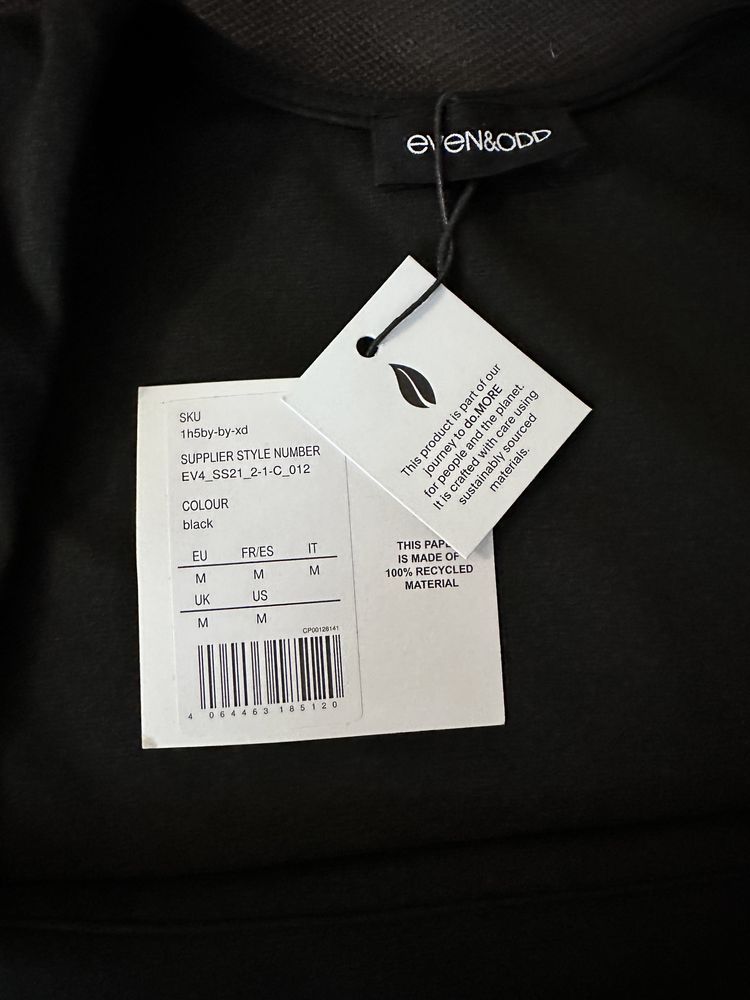 even&odd
This product is part of our
journey to do.MORE
for people and the planet.
It is crafted with care using
sustainably sourced
materials.
SKU
1h5by-by-xd
SUPPLIER STYLE NUMBER
EV4_SS21_2-1-C_012
COLOUR
black
EU FR/ES IT
M M M
UK US
M M
CP00128141
4 064463 185120
THIS
IS MADE OF
100% RECYCLED
MATERIAL